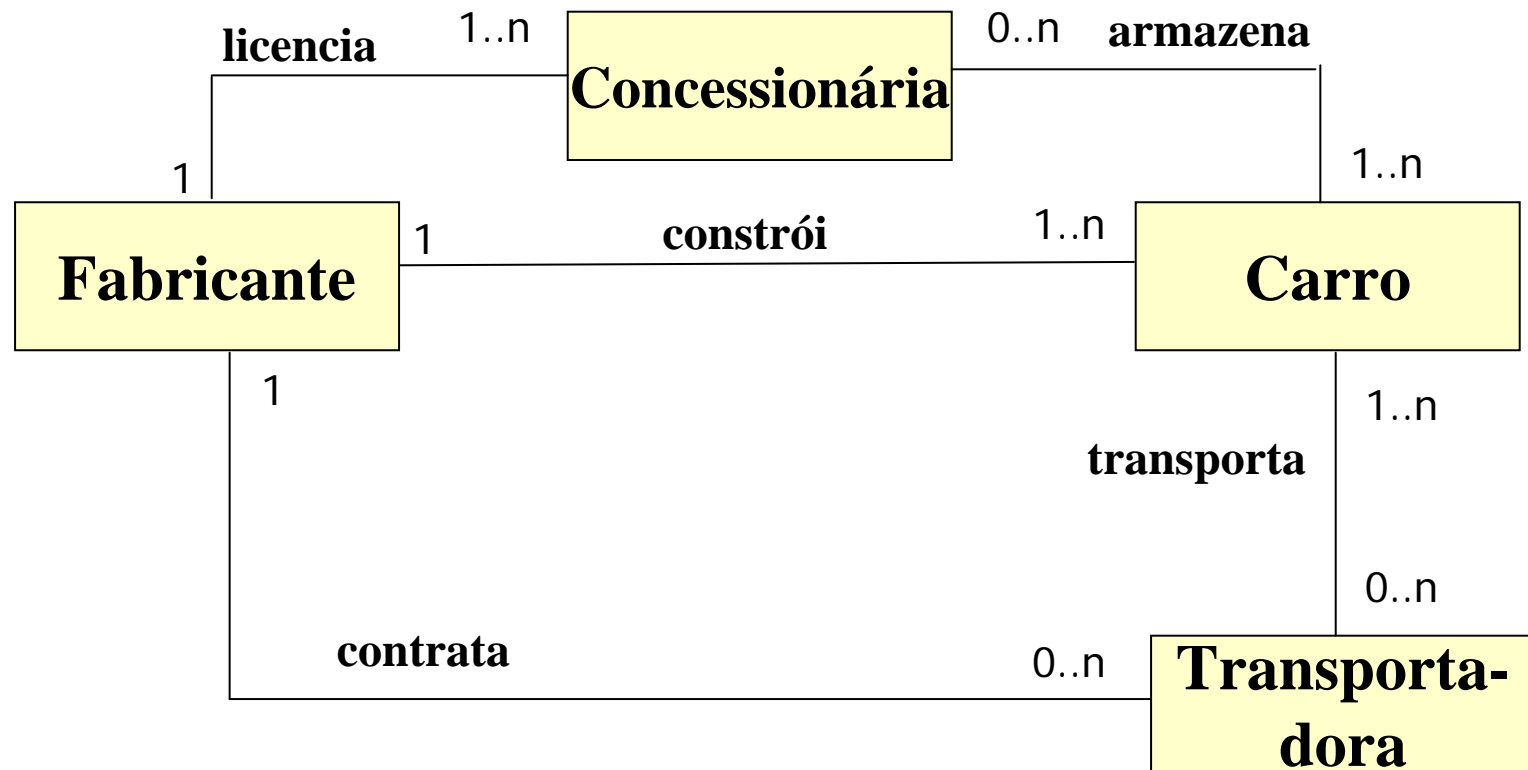 licencia
1..n
Concessionária
0..n
armazena
1
1..n
Fabricante
1
constrói
1..n
Carro
1
1..n
transporta
0..n
contrata
0..n
Transporta-
dora